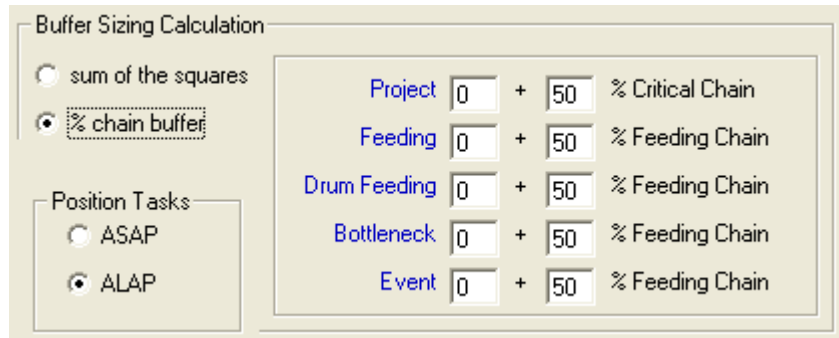 Buffer Sizing Calculation
sum of the squares
% chain buffer
Project 0 + 50 % Critical Chain
Feeding 0 + 50 % Feeding Chain
Drum Feeding 0 + 50 % Feeding Chain
Bottleneck 0 + 50 % Feeding Chain
Event 0 + 50 % Feeding Chain
Position Tasks
ASAP
ALAP